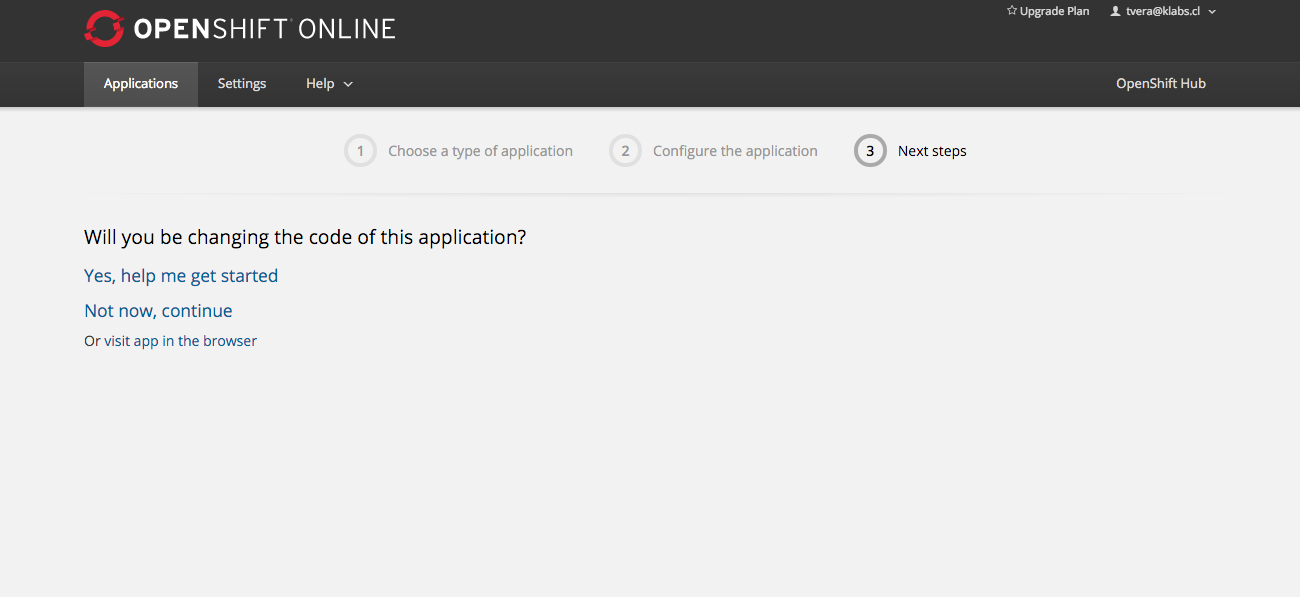 OPENSHIFT ONLINE
Upgrade Plan tvera@klabs.cl
Applications Settings Help OpenShift Hub
1 Choose a type of application 2 Configure the application 3 Next steps
Will you be changing the code of this application?
Yes, help me get started
Not now, continue
Or visit app in the browser